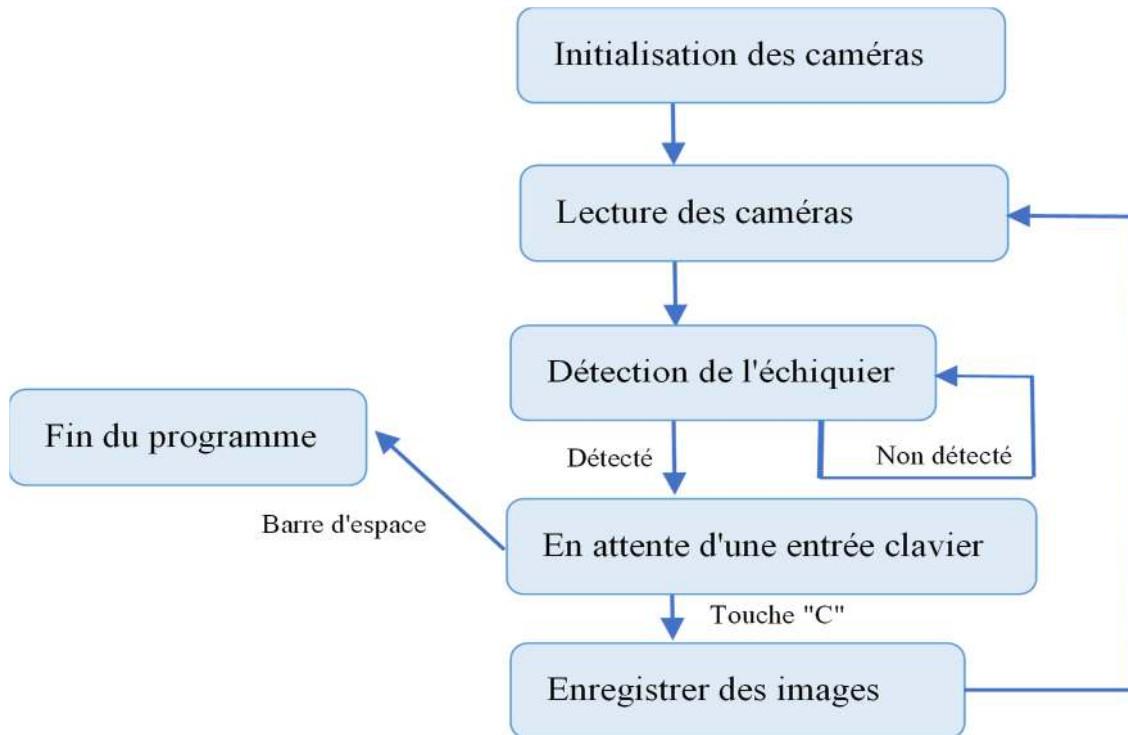 Initialisation des caméras
Lecture des caméras
Détection de l'échiquier
Fin du programme
Détecté
Non détecté
Barre d'espace
En attente d'une entrée clavier
Touche "C"
Enregistrer des images